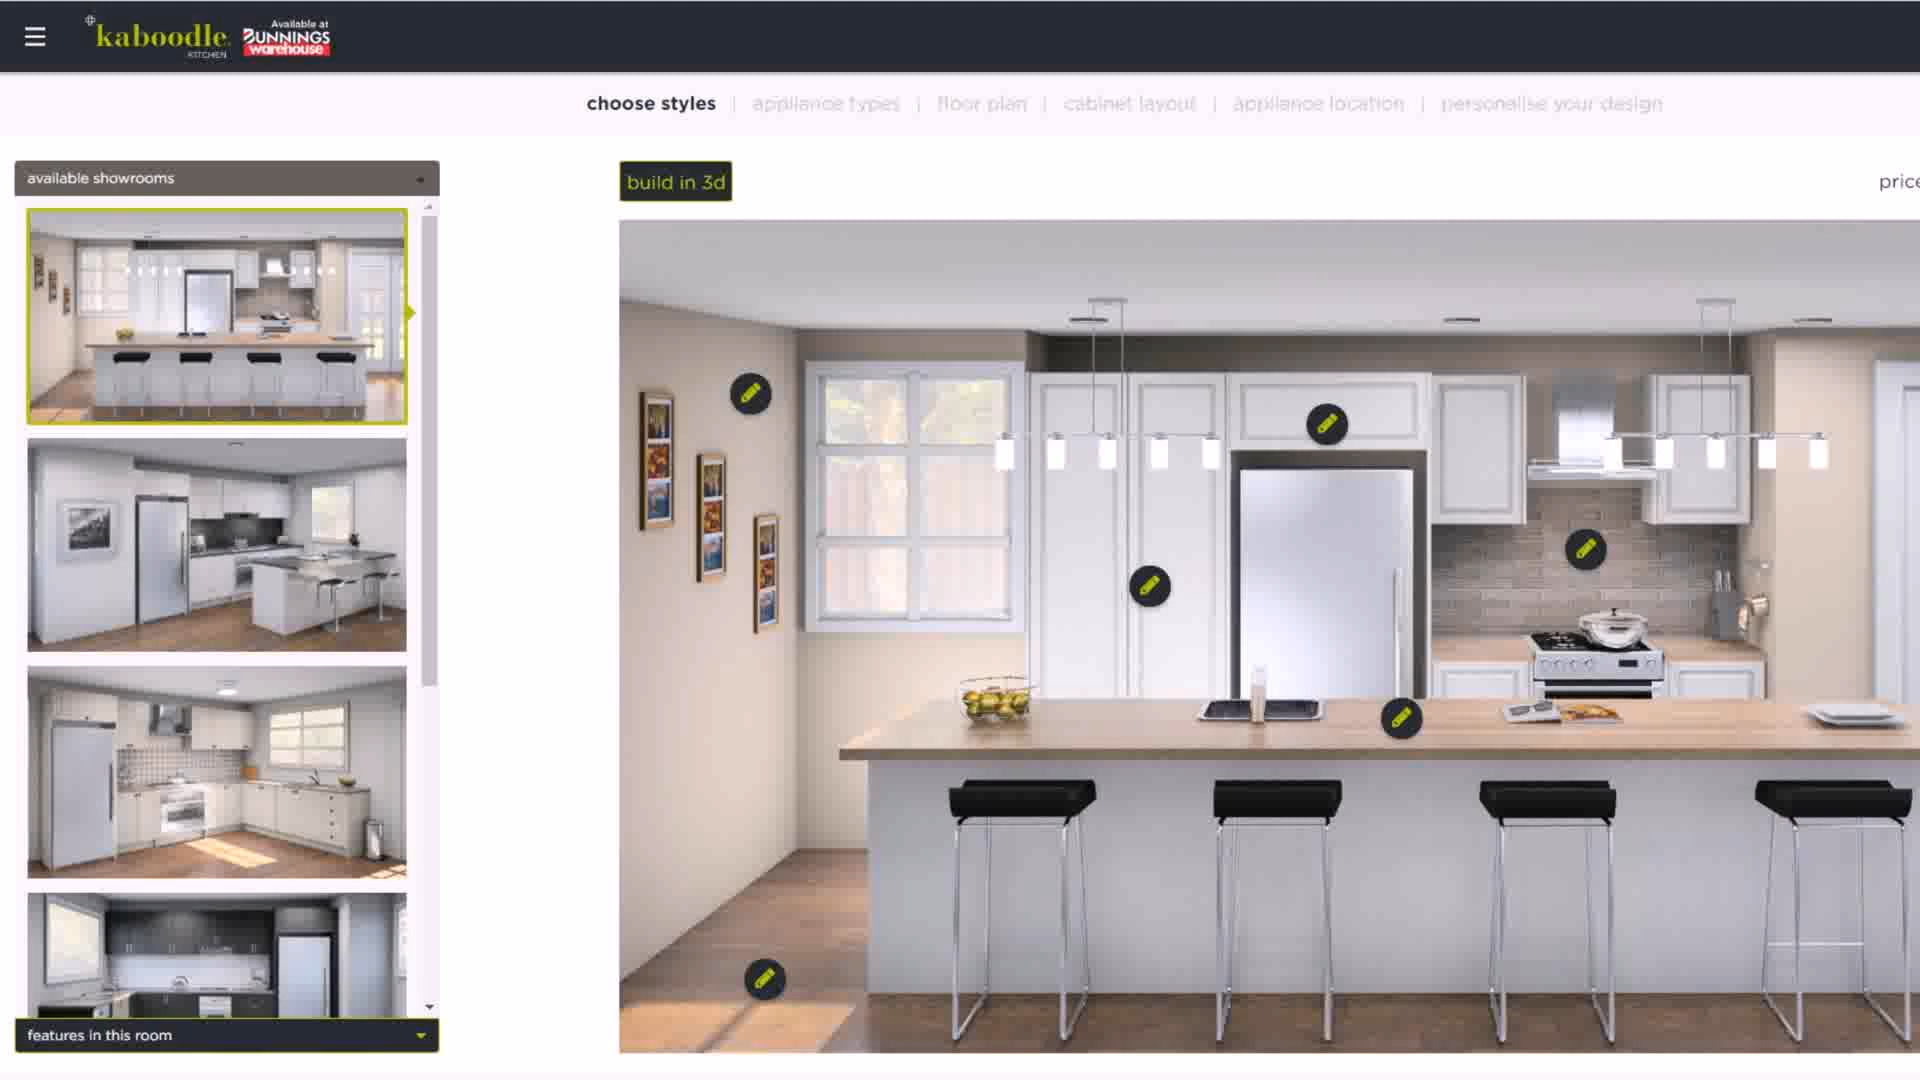 kaboodle
KITCHEN
Available at
BUNNINGS
warehouse
choose styles | appliance types | floor plan | cabinet layout | appliance location | personalise your design
available showrooms
build in 3d
price
features in this room